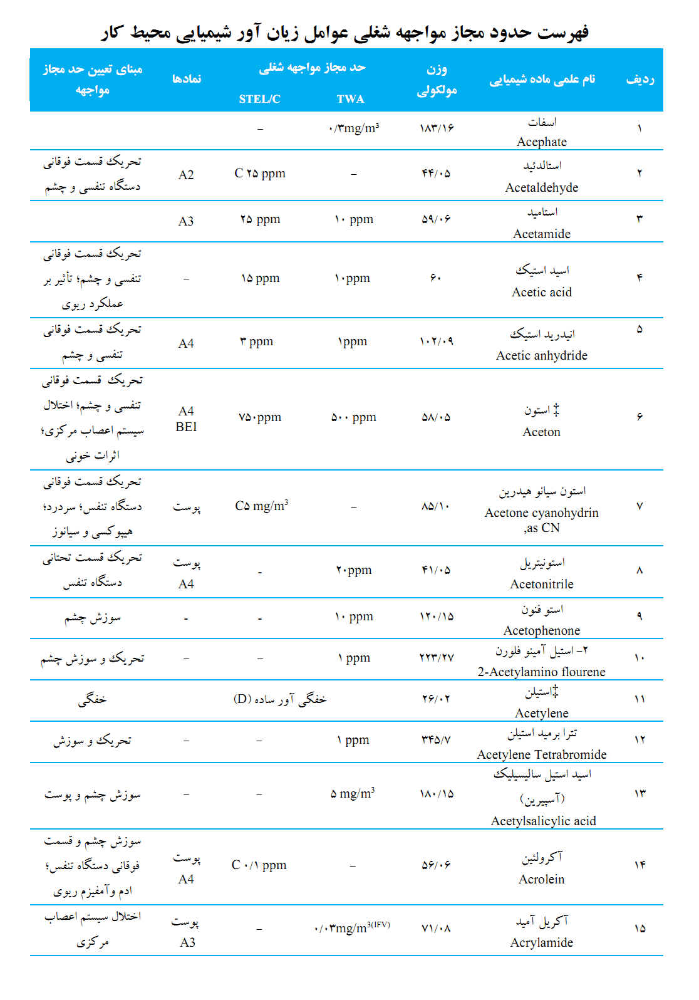 فهرست حدود مجاز مواجهه شغلی عوامل زیان آور شیمیایی محیط کار
ردیف نام علمی ماده شیمیایی وزن مولکولی حد مجاز مواجهه شغلی نمادها مبنای تعیین حد مجاز مواجهه
TWA STEL/C
۱ اسفات ۱۸۳/۱۶ ۰/۳mg/m³ –
Acephate
۲ استالدئید ۴۴/۰۵ – C ۲۵ ppm A2 تحریک قسمت فوقانی
Acetaldehyde دستگاه تنفسی و چشم
۳ استامید ۵۹/۰۶ ۱۰ ppm ۲۵ ppm A3
Acetamide
تحریک قسمت فوقانی
۴ اسید استیک ۶۰ ۱۰ppm ۱۵ ppm – تنفسی و چشم؛ تأثیر بر
Acetic acid عملکرد ریوی
۵ انیدرید استیک ۱۰۲/۰۹ ۱ppm ۳ ppm A4 تحریک قسمت فوقانی
Acetic anhydride تنفسی و چشم
تحریک قسمت فوقانی
۶ ‡ استون ۵۸/۰۵ ۵۰۰ ppm ۷۵۰ppm A4 تنفسی و چشم؛ اختلال
Aceton BEI سیستم اعصاب مرکزی؛
اثرات خونی
۷ استون سیانو هیدرین ۸۵/۱۰ – C۵ mg/m³ پوست تحریک قسمت فوقانی
Acetone cyanohydrin دستگاه تنفس؛ سردرد؛
,as CN هیپوکسی و سیانوز
۸ استونیتریل ۴۱/۰۵ ۲۰ppm - پوست تحریک قسمت تحتانی
Acetonitrile A4 دستگاه تنفس
۹ استو فنون ۱۲۰/۱۵ ۱۰ ppm - - سوزش چشم
Acetophenone
۱۰ ۲- استیل آمینو فلورن ۲۲۳/۲۷ ۱ ppm – – تحریک و سوزش چشم
2-Acetylamino flourene
۱۱ ‡استیلن ۲۶/۰۲ خفگی آور ساده (D) خفگی
Acetylene
۱۲ تترا برمید استیلن ۳۴۵/۷ ۱ ppm – – تحریک و سوزش
Acetylene Tetrabromide
اسید استیل سالیسیلیک
۱۳ (آسپیرین) ۱۸۰/۱۵ ۵ mg/m³ – – سوزش چشم و پوست
Acetylsalicylic acid
سوزش چشم و قسمت
۱۴ آکرولئین ۵۶/۰۶ – C ۰/۱ ppm پوست فوقانی دستگاه تنفس؛
Acrolein A4 ادم وآمفیزم ریوی
۱۵ آکریل آمید ۷۱/۰۸ ۰/۰۳mg/m³(IFV) – پوست اختلال سیستم اعصاب
Acrylamide A3 مرکزی